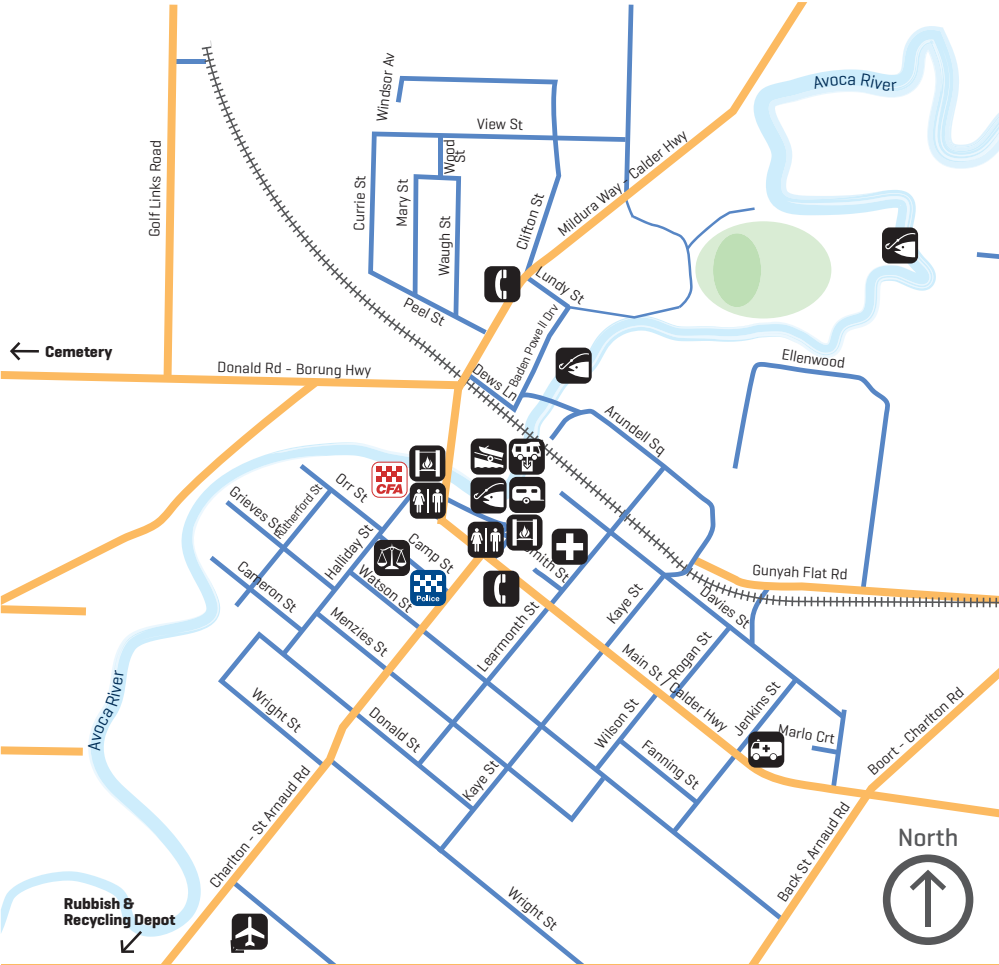 Avoca River
Windsor Av
View St
Wood
St
Mildura Way - Calder Hwy
Golf Links Road
Currie St
Mary St
Waugh St
Clifton St
Lundy St
Peel St
Baden Powell Drv
Cemetery
Donald Rd - Borung Hwy
Dews Ln
Ellenwood
Arundell Sq
CFA
Orr St
Grieves St
Rutherford St
Halliday St
Camp St
Smith St
Police
Watson St
Cameron St
Menzies St
Learmonth St
Kaye St
Davies St
Gunyah Flat Rd
Rogan St
Main St / Calder Hwy
Jenkins St
Marlo Crt
Avoca River
Wright St
Donald St
Wilson St
Fanning St
Kaye St
Boort - Charlton Rd
Charlton - St Arnaud Rd
Back St Arnaud Rd
North
Wright St
Rubbish &
Recycling Depot